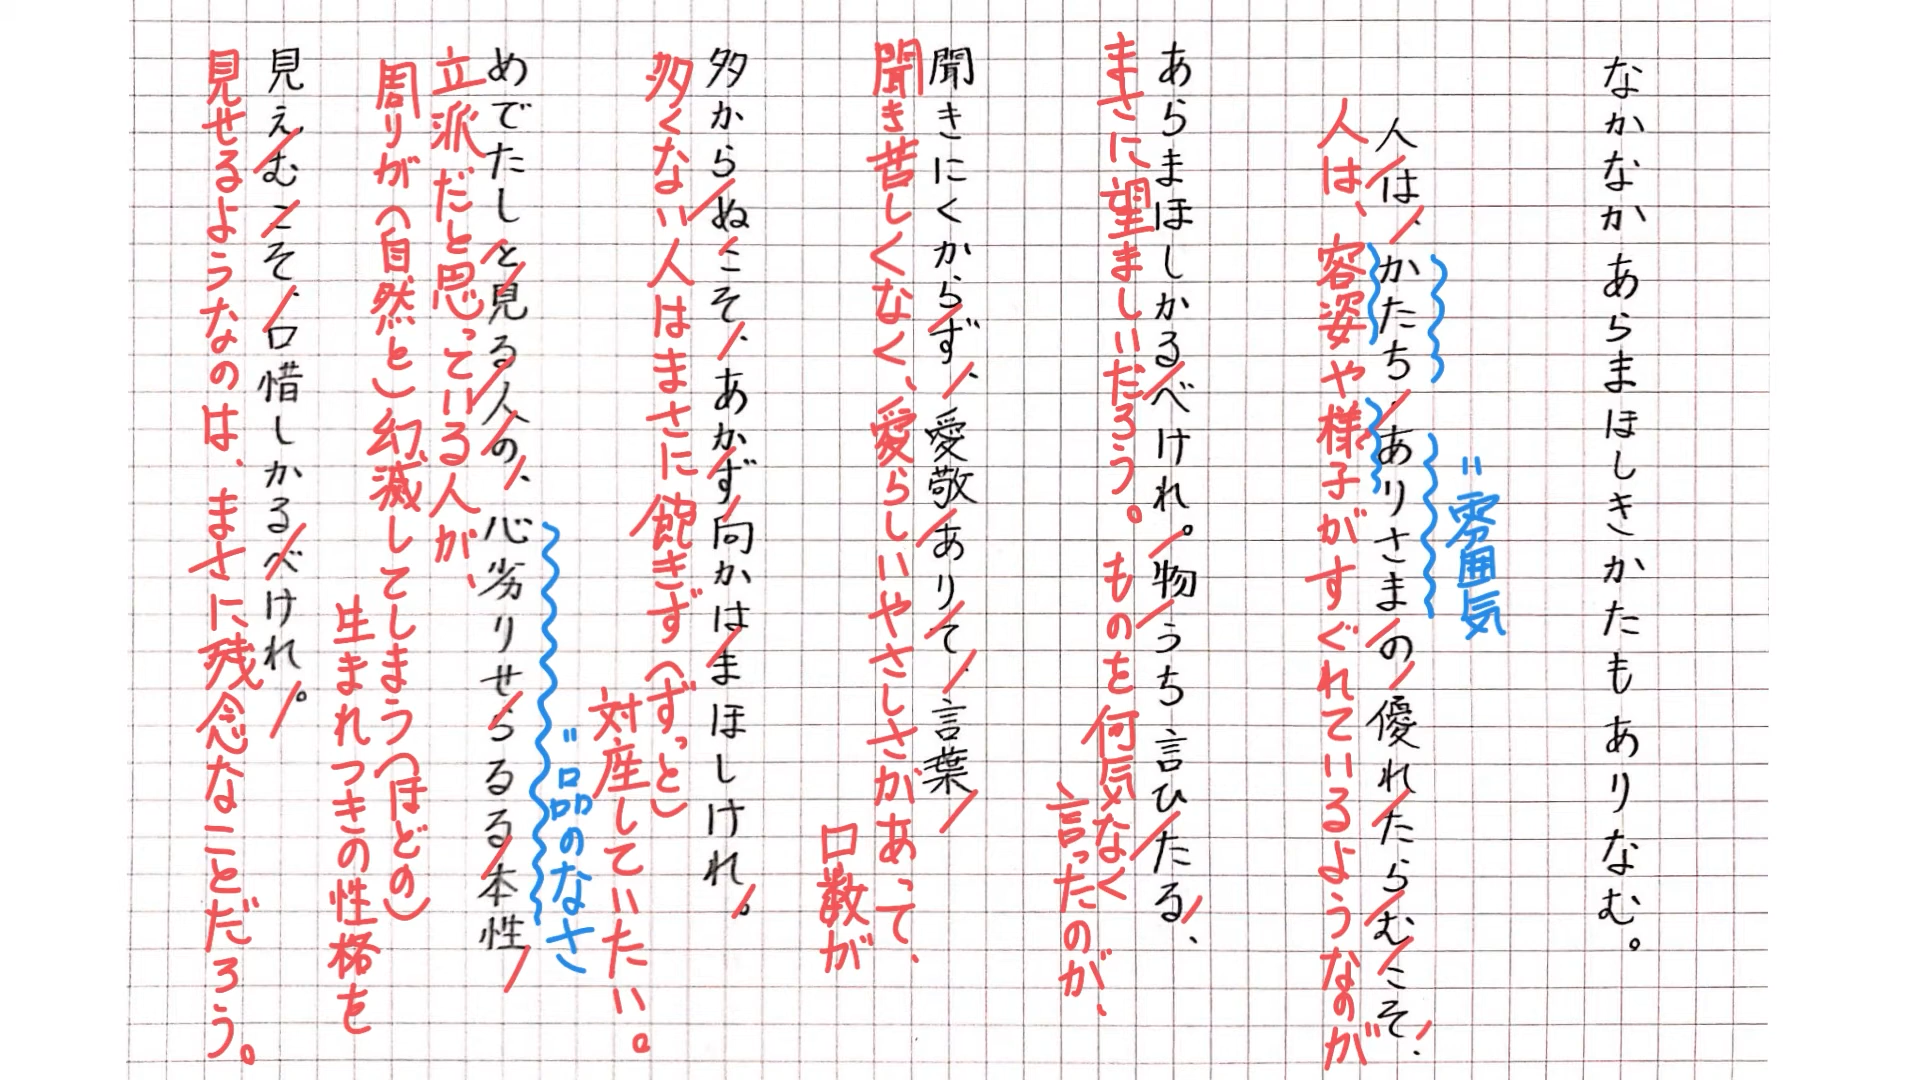 なかなかあらまほしきかたもありなむ。
＝雰囲気
人は、かたち・ありさまの優れたらむこそ、
人は、容姿や様子がすぐれているようなのが
あらまほしかるべけれ。物うち言ひたる、
まさに望ましいだろう。ものを何気なく
言ったのが、
聞きにくからず、愛敬ありて、言葉
聞き苦しくなく、愛らしいやさしさがあって、
口数が
多からぬこそ、あかず向かはまほしけれ。
多くない人はまさに飽きず（ずっと）
対座していたい。
＝品のなさ
めでたしと見る人の、心劣りせらるる本性
立派だと思っている人が、
周りが（自然と）幻滅してしまう（ほどの）
生まれつきの性格を
見えむこそ、口惜しかるべけれ。
見せるようなのは、まさに残念なことだろう。